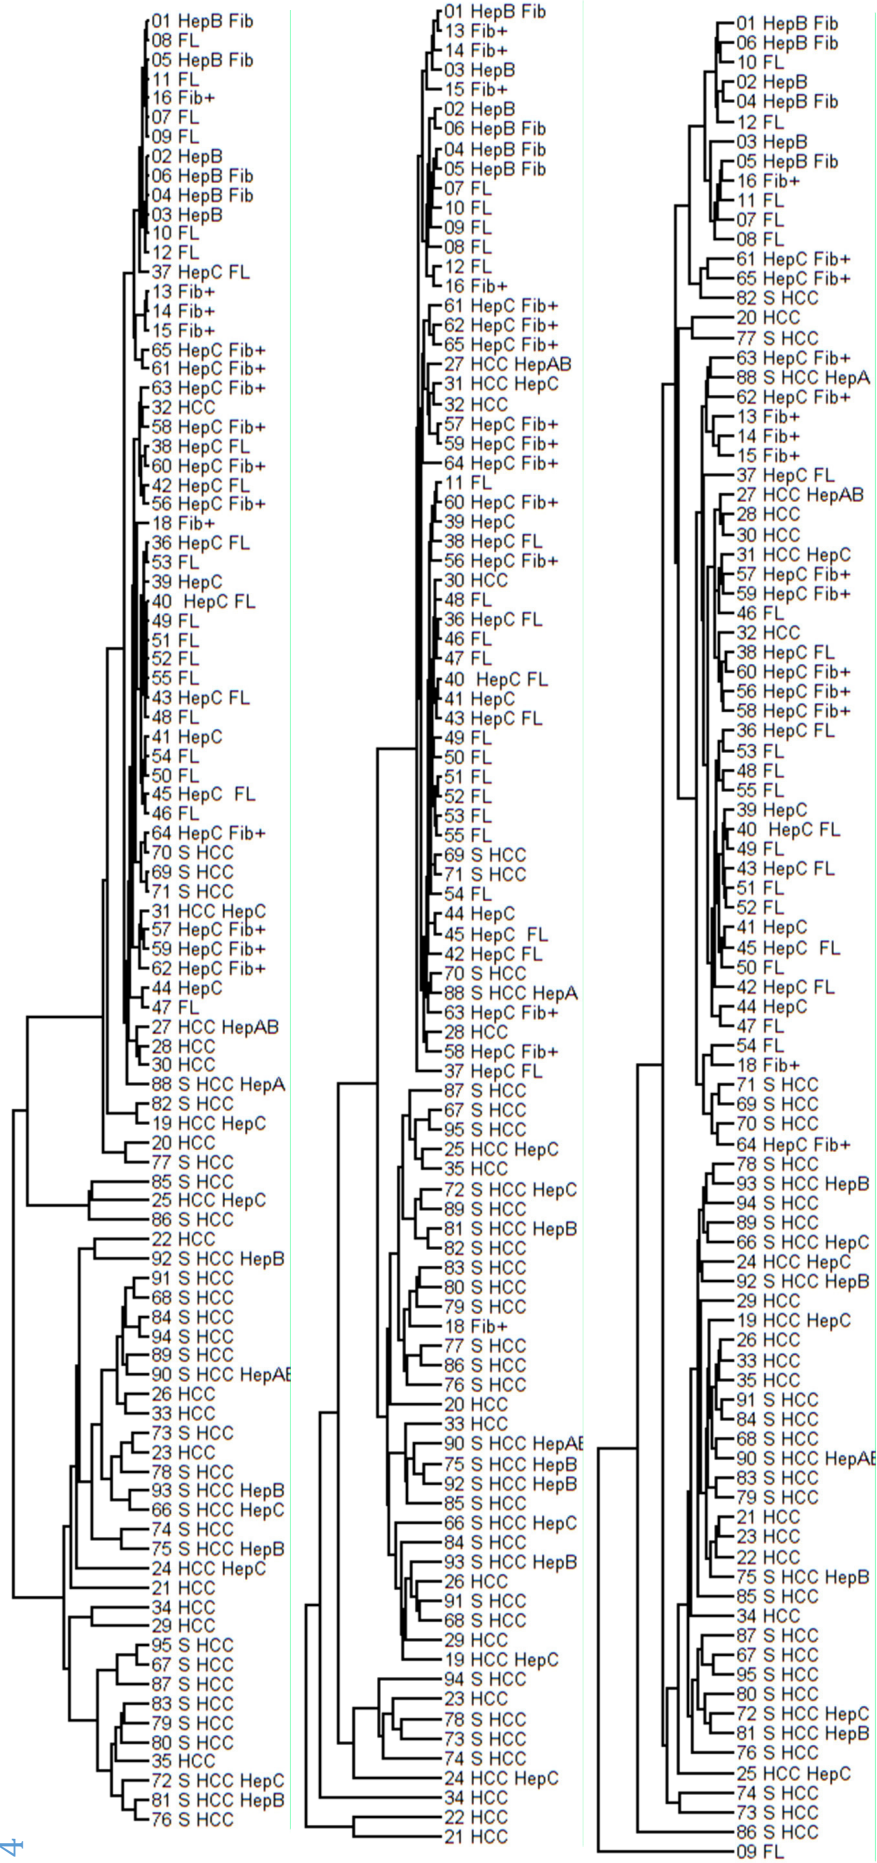 01 HepB Fib
08 FL
05 HepB Fib
11 FL
16 Fib+
07 FL
09 FL
02 HepB
06 HepB Fib
04 HepB Fib
03 HepB
10 FL
12 FL
37 HepC FL
13 Fib+
14 Fib+
15 Fib+
65 HepC Fib+
61 HepC Fib+
63 HepC Fib+
32 HCC
58 HepC Fib+
38 HepC FL
60 HepC Fib+
42 HepC FL
56 HepC Fib+
18 Fib+
36 HepC FL
53 FL
39 HepC
40 HepC FL
49 FL
51 FL
52 FL
55 FL
43 HepC FL
48 FL
41 HepC
54 FL
50 FL
45 HepC FL
46 FL
64 HepC Fib+
70 S HCC
69 S HCC
71 S HCC
31 HCC HepC
57 HepC Fib+
59 HepC Fib+
62 HepC Fib+
44 HepC
47 FL
27 HCC HepAB
28 HCC
30 HCC
88 S HCC HepA
82 S HCC
19 HCC HepC
20 HCC
77 S HCC
85 S HCC
25 HCC HepC
86 S HCC
22 HCC
92 S HCC HepB
91 S HCC
68 S HCC
84 S HCC
94 S HCC
89 S HCC
90 S HCC HepAB
26 HCC
33 HCC
73 S HCC
23 HCC
78 S HCC
93 S HCC HepB
66 S HCC HepC
74 S HCC
75 S HCC HepB
24 HCC HepC
21 HCC
34 HCC
29 HCC
95 S HCC
67 S HCC
87 S HCC
83 S HCC
79 S HCC
80 S HCC
35 HCC
72 S HCC HepC
81 S HCC HepB
76 S HCC
01 HepB Fib
13 Fib+
14 Fib+
03 HepB
15 Fib+
02 HepB
06 HepB Fib
04 HepB Fib
05 HepB Fib
07 FL
10 FL
09 FL
08 FL
12 FL
16 Fib+
61 HepC Fib+
62 HepC Fib+
65 HepC Fib+
27 HCC HepAB
31 HCC HepC
32 HCC
57 HepC Fib+
59 HepC Fib+
64 HepC Fib+
11 FL
60 HepC Fib+
39 HepC
38 HepC FL
56 HepC Fib+
30 HCC
48 FL
36 HepC FL
46 FL
47 FL
40 HepC FL
41 HepC
43 HepC FL
49 FL
50 FL
51 FL
52 FL
53 FL
55 FL
69 S HCC
71 S HCC
54 FL
44 HepC
45 HepC FL
42 HepC FL
70 S HCC
88 S HCC HepA
63 HepC Fib+
28 HCC
58 HepC Fib+
37 HepC FL
87 S HCC
67 S HCC
95 S HCC
25 HCC HepC
35 HCC
72 S HCC HepC
89 S HCC
81 S HCC HepB
82 S HCC
83 S HCC
80 S HCC
79 S HCC
18 Fib+
77 S HCC
86 S HCC
76 S HCC
20 HCC
33 HCC
90 S HCC HepAB
75 S HCC HepB
92 S HCC HepB
85 S HCC
66 S HCC HepC
84 S HCC
93 S HCC HepB
26 HCC
91 S HCC
68 S HCC
29 HCC
19 HCC HepC
94 S HCC
23 HCC
78 S HCC
73 S HCC
74 S HCC
24 HCC HepC
34 HCC
22 HCC
21 HCC
01 HepB Fib
06 HepB Fib
10 FL
02 HepB
04 HepB Fib
12 FL
03 HepB
05 HepB Fib
16 Fib+
11 FL
07 FL
08 FL
61 HepC Fib+
65 HepC Fib+
82 S HCC
20 HCC
77 S HCC
63 HepC Fib+
88 S HCC HepA
62 HepC Fib+
13 Fib+
14 Fib+
15 Fib+
37 HepC FL
27 HCC HepAB
28 HCC
30 HCC
31 HCC HepC
57 HepC Fib+
59 HepC Fib+
46 FL
32 HCC
38 HepC FL
60 HepC Fib+
56 HepC Fib+
58 HepC Fib+
36 HepC FL
53 FL
48 FL
55 FL
39 HepC
40 HepC FL
49 FL
43 HepC FL
51 FL
52 FL
41 HepC
45 HepC FL
50 FL
42 HepC FL
44 HepC
47 FL
54 FL
18 Fib+
71 S HCC
69 S HCC
70 S HCC
64 HepC Fib+
78 S HCC
93 S HCC HepB
94 S HCC
89 S HCC
66 S HCC HepC
24 HCC HepC
92 S HCC HepB
29 HCC
19 HCC HepC
26 HCC
33 HCC
35 HCC
91 S HCC
84 S HCC
68 S HCC
90 S HCC HepAB
83 S HCC
79 S HCC
21 HCC
23 HCC
22 HCC
75 S HCC HepB
85 S HCC
34 HCC
87 S HCC
67 S HCC
95 S HCC
80 S HCC
72 S HCC HepC
81 S HCC HepB
76 S HCC
25 HCC HepC
74 S HCC
73 S HCC
86 S HCC
09 FL
4